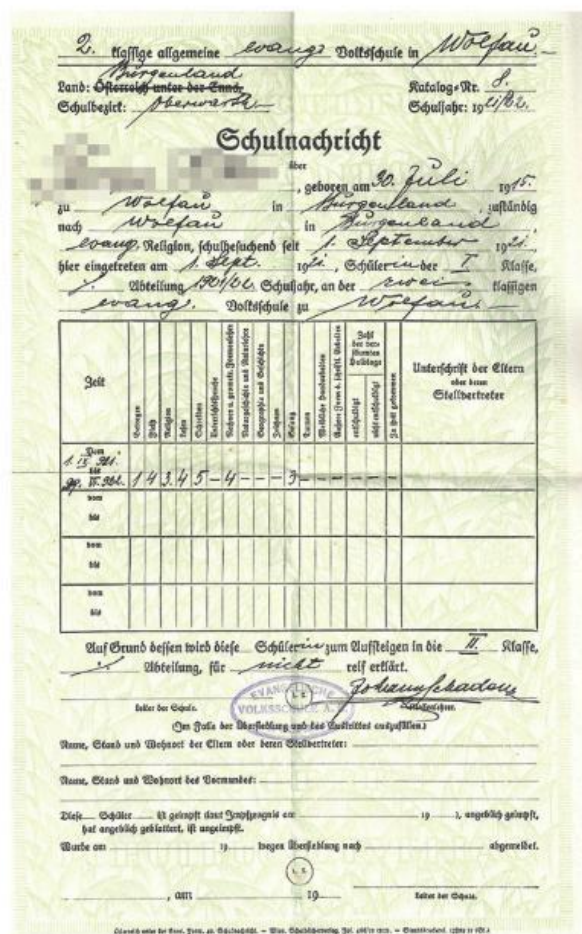 2. klassige allgemeine evang. Volksschule in Wolfau.
Burgenland
Land: Österreich unter der Enns. Katalog-Nr. 8.
Schulbezirk: Oberwarth Schuljahr: 1921/22.
Schulnachricht
über
, geboren am 30. Juli 1915.
zu Wolfau in Burgenland, zuständig
nach Wolfau in Burgenland,
evang. Religion, schulbesuchend seit 1. September 1921.
hier eingetreten am 1. Sept. 1921, Schülerin der I. Klasse,
Abteilung 1921/22 Schuljahr, an der zwei klassigen
evang. Volksschule zu Wolfau.
Zeit
Betragen
Fleiß
Religion
Lesen
Schreiben
Unterrichtssprache
Rechnen u. geometr. Formenlehre
Naturgeschichte und Naturlehre
Geographie und Geschichte
Zeichnen
Gesang
Turnen
Weibliche Handarbeiten
Äußere Form d. schriftl. Arbeiten
Zahl der versäumten Halbtage
entschuldigt
nicht entschuldigt
Zu spät gekommen
Unterschrift der Eltern
oder deren
Stellvertreter
Vom
1. IX. 921.
bis
II. 922. 1 4 3 4 5 – 4 – – – 3 – – – – – –
vom
bis
vom
bis
vom
bis
Auf Grund dessen wird diese Schülerin zum Aufsteigen in die II. Klasse,
Abteilung, für nicht reif erklärt.
EVANGELISCHE
VOLKSSCHULE A.B.
L. S.
Leiter der Schule. Klassenlehrer.
(Im Falle der Übersiedlung und des Austrittes auszufüllen.)
Name, Stand und Wohnort der Eltern oder deren Stellvertreter:
Name, Stand und Wohnort des Vormundes:
Diese Schüler ist geimpft (laut Impfzeugnis am 19 ), angeblich geimpft,
hat angeblich geblattert, ist ungeimpft.
Wurde am 19 wegen Übersiedlung nach abgemeldet.
L. S.
, am 19 Leiter der Schule.